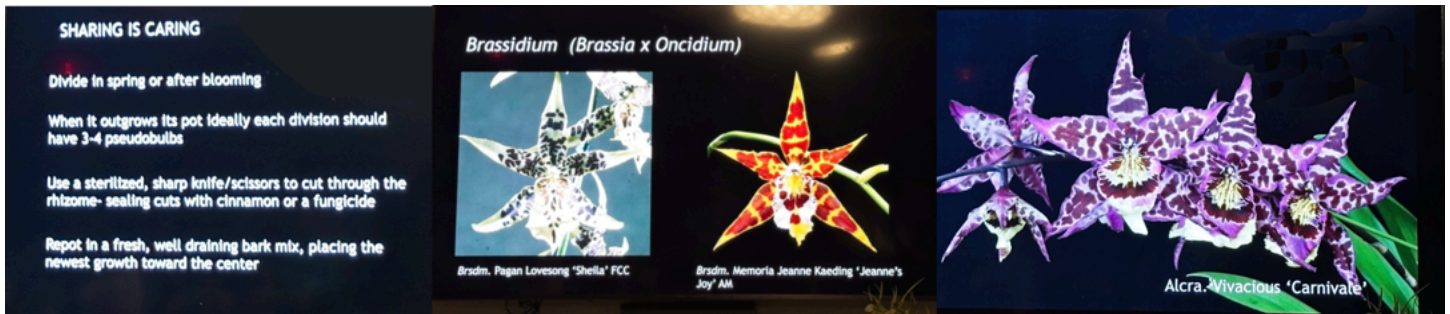 SHARING IS CARING
Divide in spring or after blooming
When it outgrows its pot ideally each division should
have 3-4 pseudobulbs
Use a sterilized, sharp knife/scissors to cut through the
rhizome- sealing cuts with cinnamon or a fungicide
Repot in a fresh, well draining bark mix, placing the
newest growth toward the center
Brassidium (Brassia x Oncidium)
Brsdm. Pagan Lovesong ‘Sheila’ FCC
Brsdm. Memoria Jeanne Kaeding ‘Jeanne’s
Joy’ AM
Alcra. Vivacious ‘Carnivale’